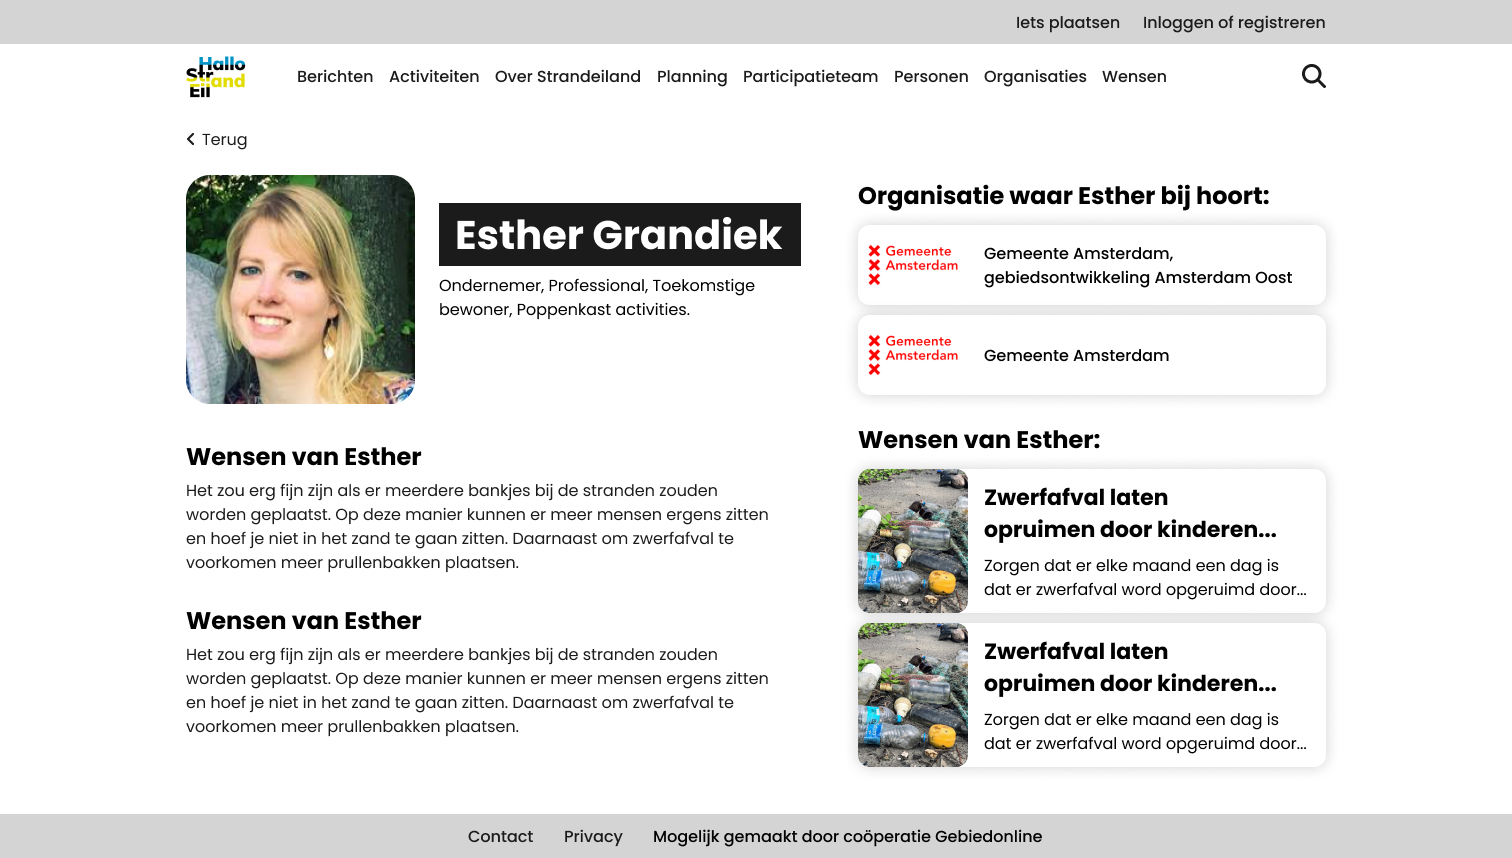 Iets plaatsen Inloggen of registreren
Hallo
Str and
Eil
Berichten Activiteiten Over Strandeiland Planning Participatieteam Personen Organisaties Wensen
Terug
Esther Grandiek
Ondernemer, Professional, Toekomstige
bewoner, Poppenkast activities.
Wensen van Esther
Het zou erg fijn zijn als er meerdere bankjes bij de stranden zouden
worden geplaatst. Op deze manier kunnen er meer mensen ergens zitten
en hoef je niet in het zand te gaan zitten. Daarnaast om zwerfafval te
voorkomen meer prullenbakken plaatsen.
Wensen van Esther
Het zou erg fijn zijn als er meerdere bankjes bij de stranden zouden
worden geplaatst. Op deze manier kunnen er meer mensen ergens zitten
en hoef je niet in het zand te gaan zitten. Daarnaast om zwerfafval te
voorkomen meer prullenbakken plaatsen.
Organisatie waar Esther bij hoort:
Gemeente
Amsterdam
Gemeente Amsterdam,
gebiedsontwikkeling Amsterdam Oost
Gemeente
Amsterdam
Gemeente Amsterdam
Wensen van Esther:
Zwerfafval laten
opruimen door kinderen...
Zorgen dat er elke maand een dag is
dat er zwerfafval word opgeruimd door...
Zwerfafval laten
opruimen door kinderen...
Zorgen dat er elke maand een dag is
dat er zwerfafval word opgeruimd door...
Contact Privacy Mogelijk gemaakt door coöperatie Gebiedonline